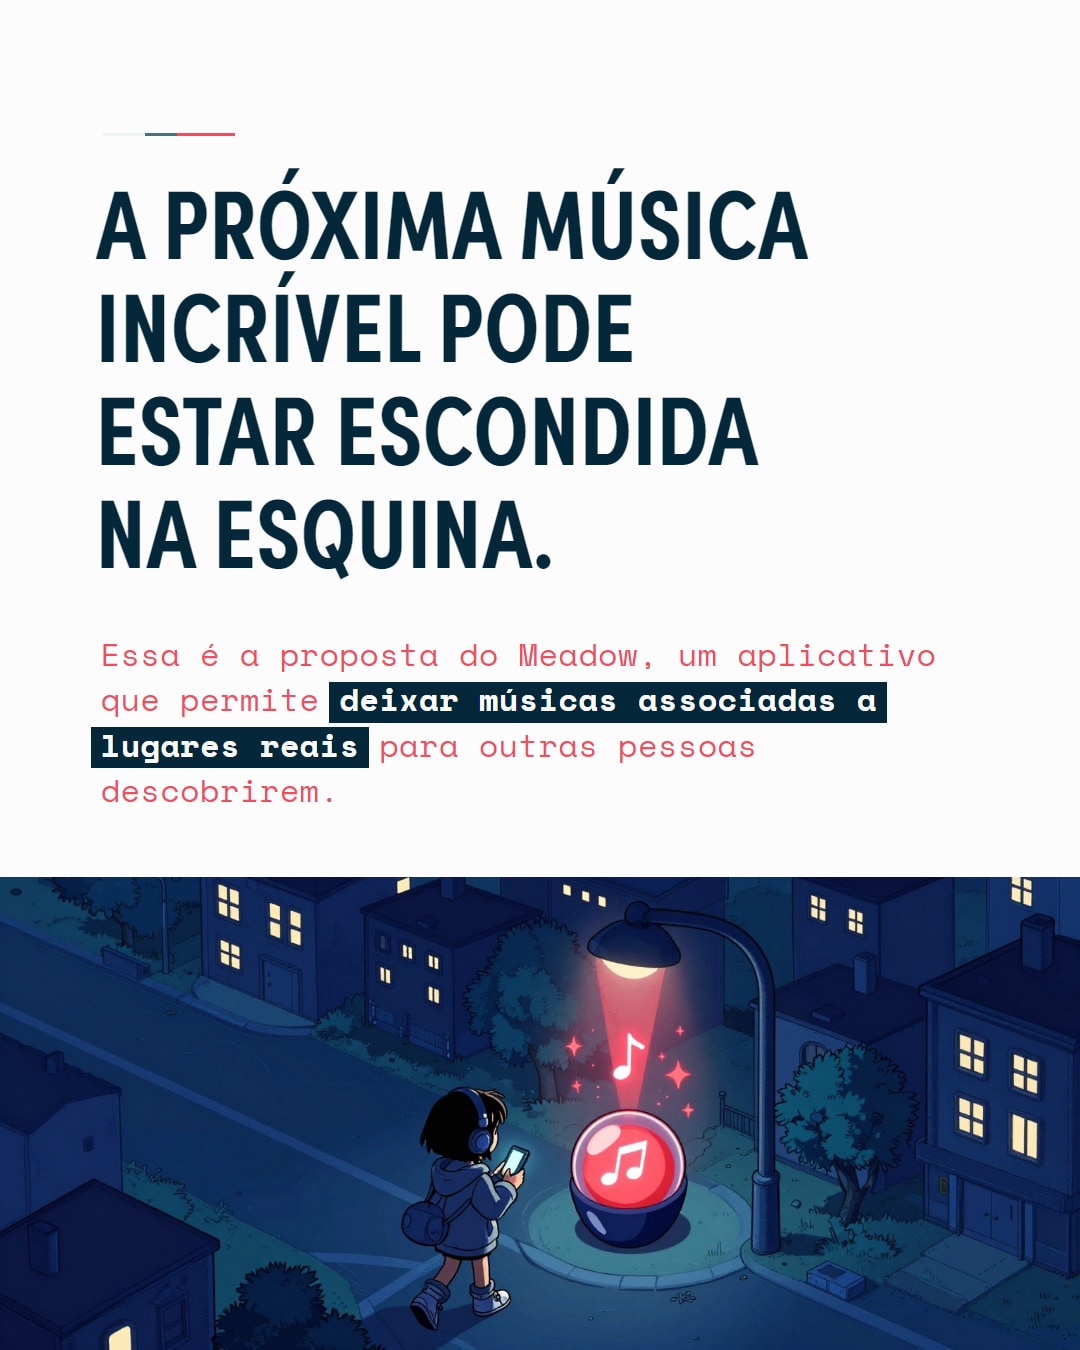 A PRÓXIMA MÚSICA
INCRÍVEL PODE
ESTAR ESCONDIDA
NA ESQUINA.
Essa é a proposta do Meadow, um aplicativo
que permite deixar músicas associadas a
lugares reais para outras pessoas
descobrirem.